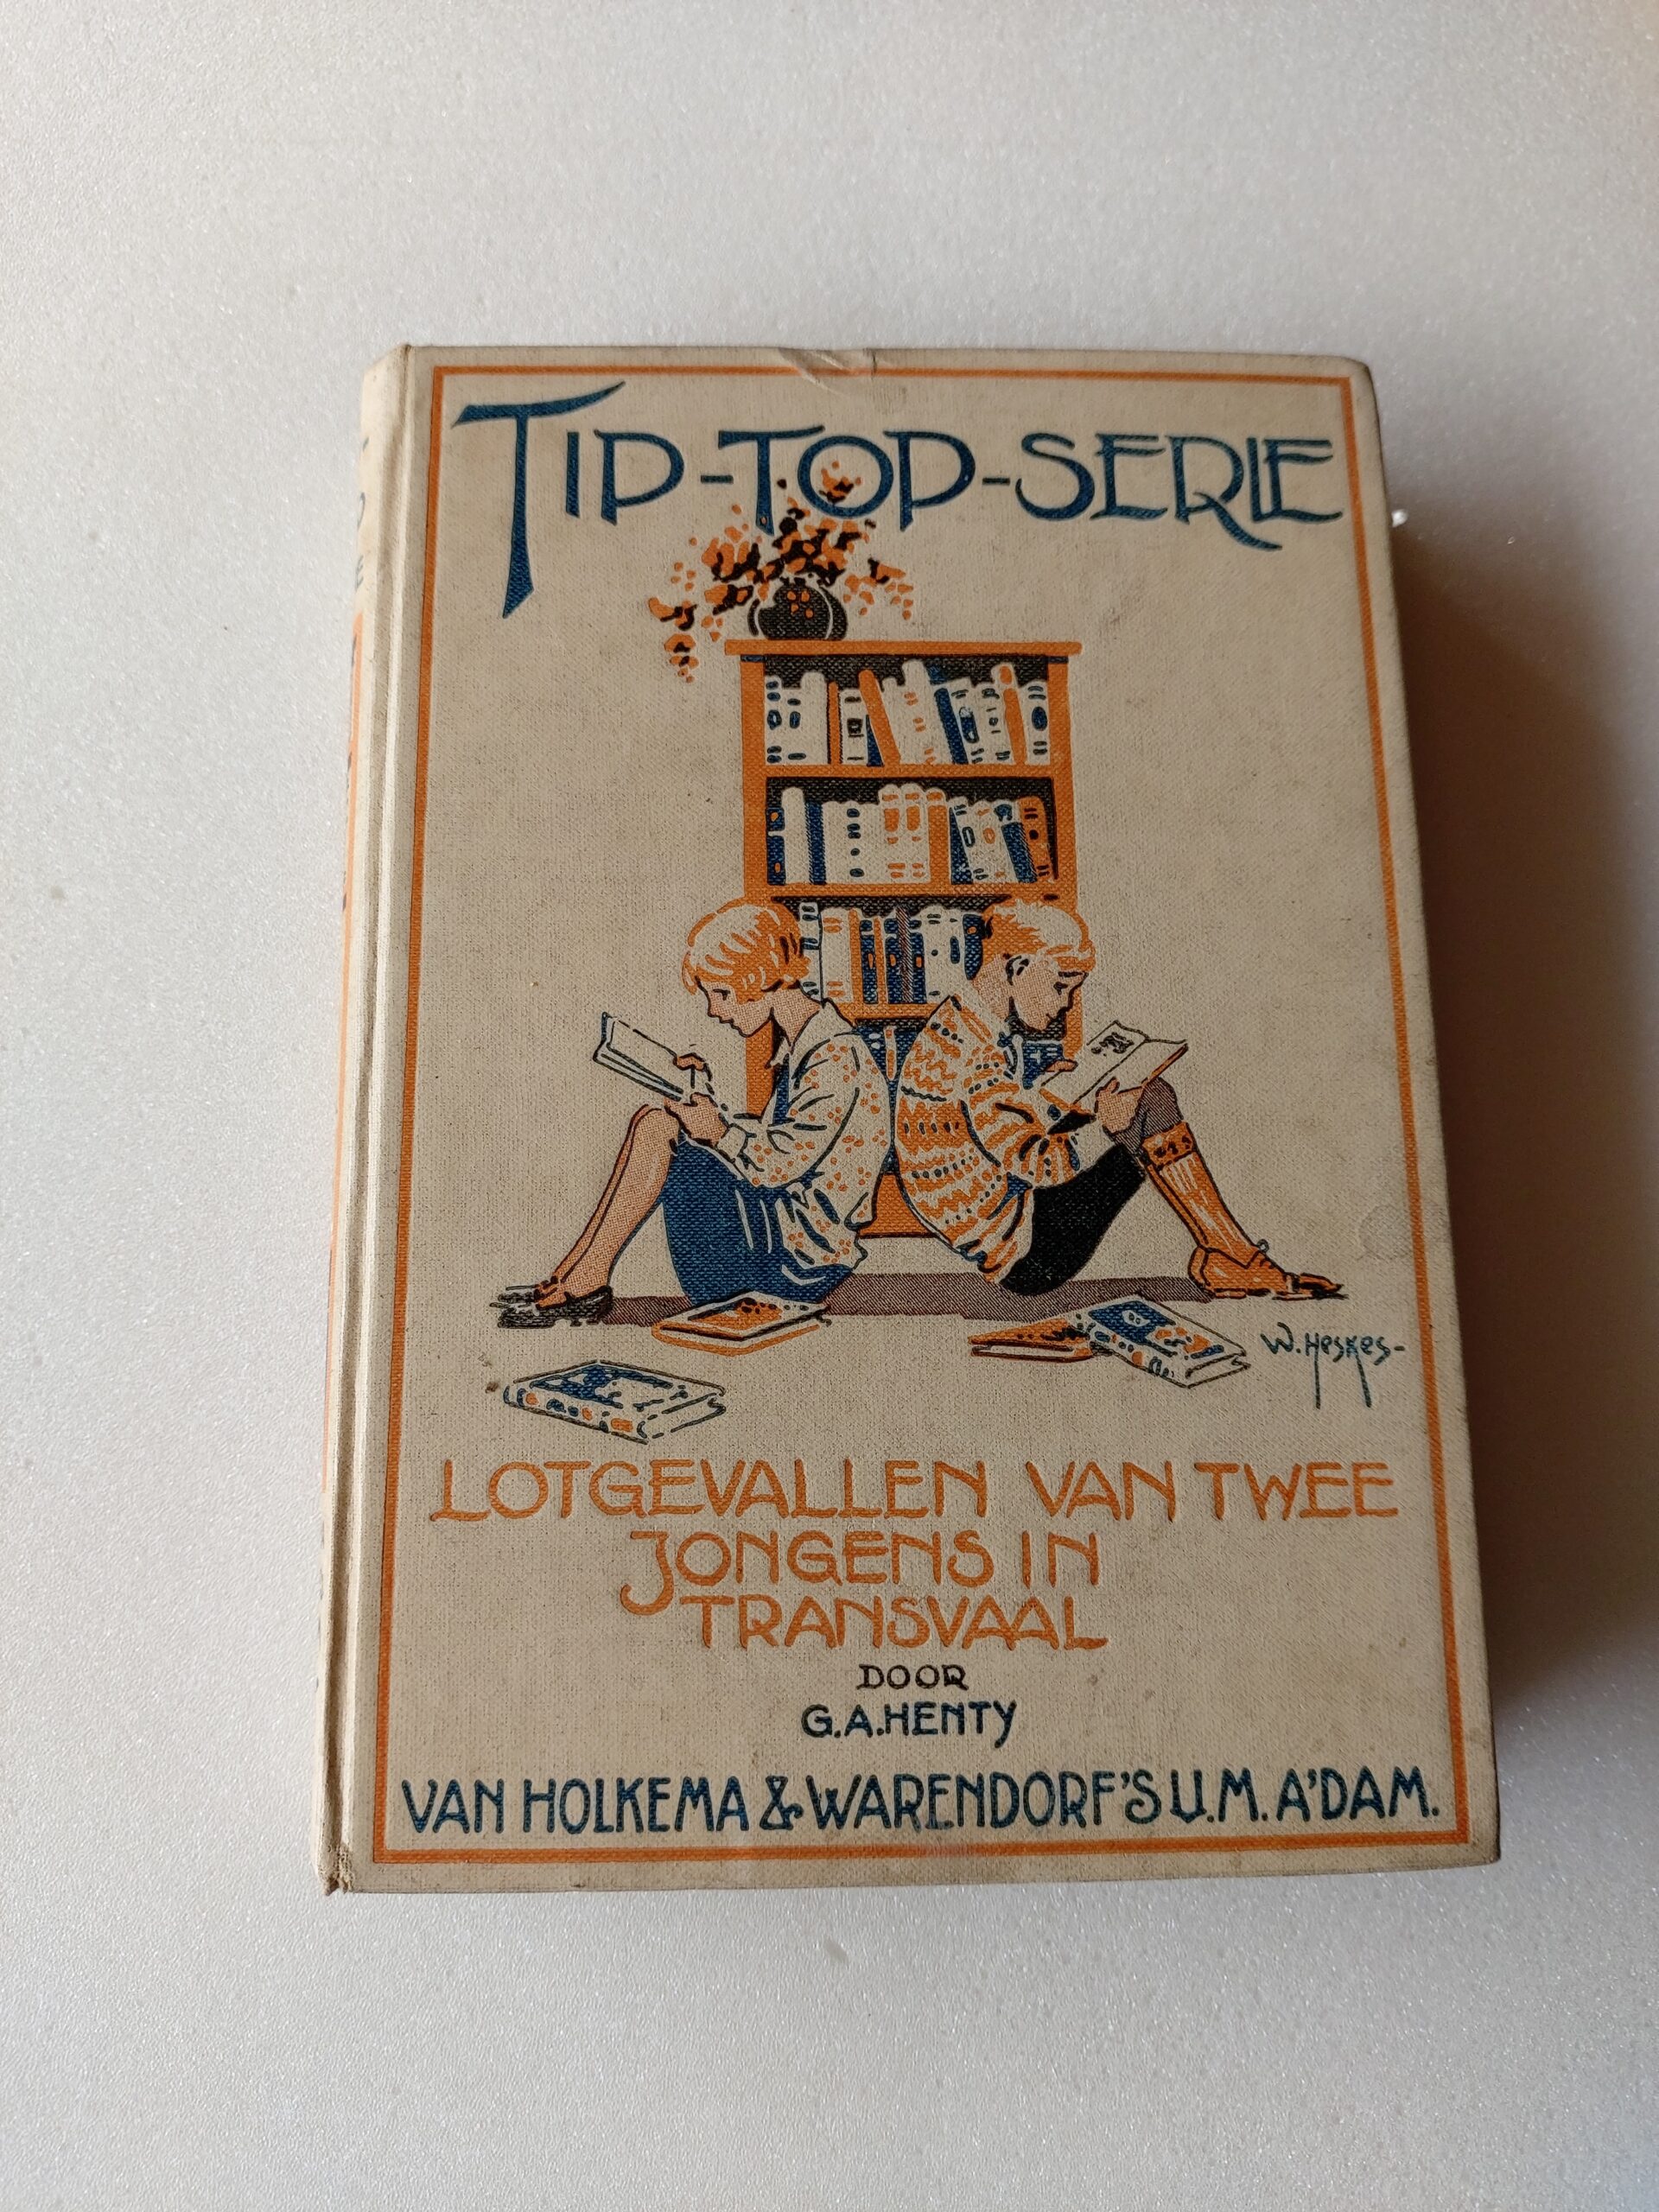 TIP-TOP-SERIE
W. Heskes-
LOTGEVALLEN VAN TWEE
JONGENS IN
TRANSVAAL
DOOR
G.A.HENTY
VAN HOLKEMA & WARENDORF'S U.M. A'DAM.